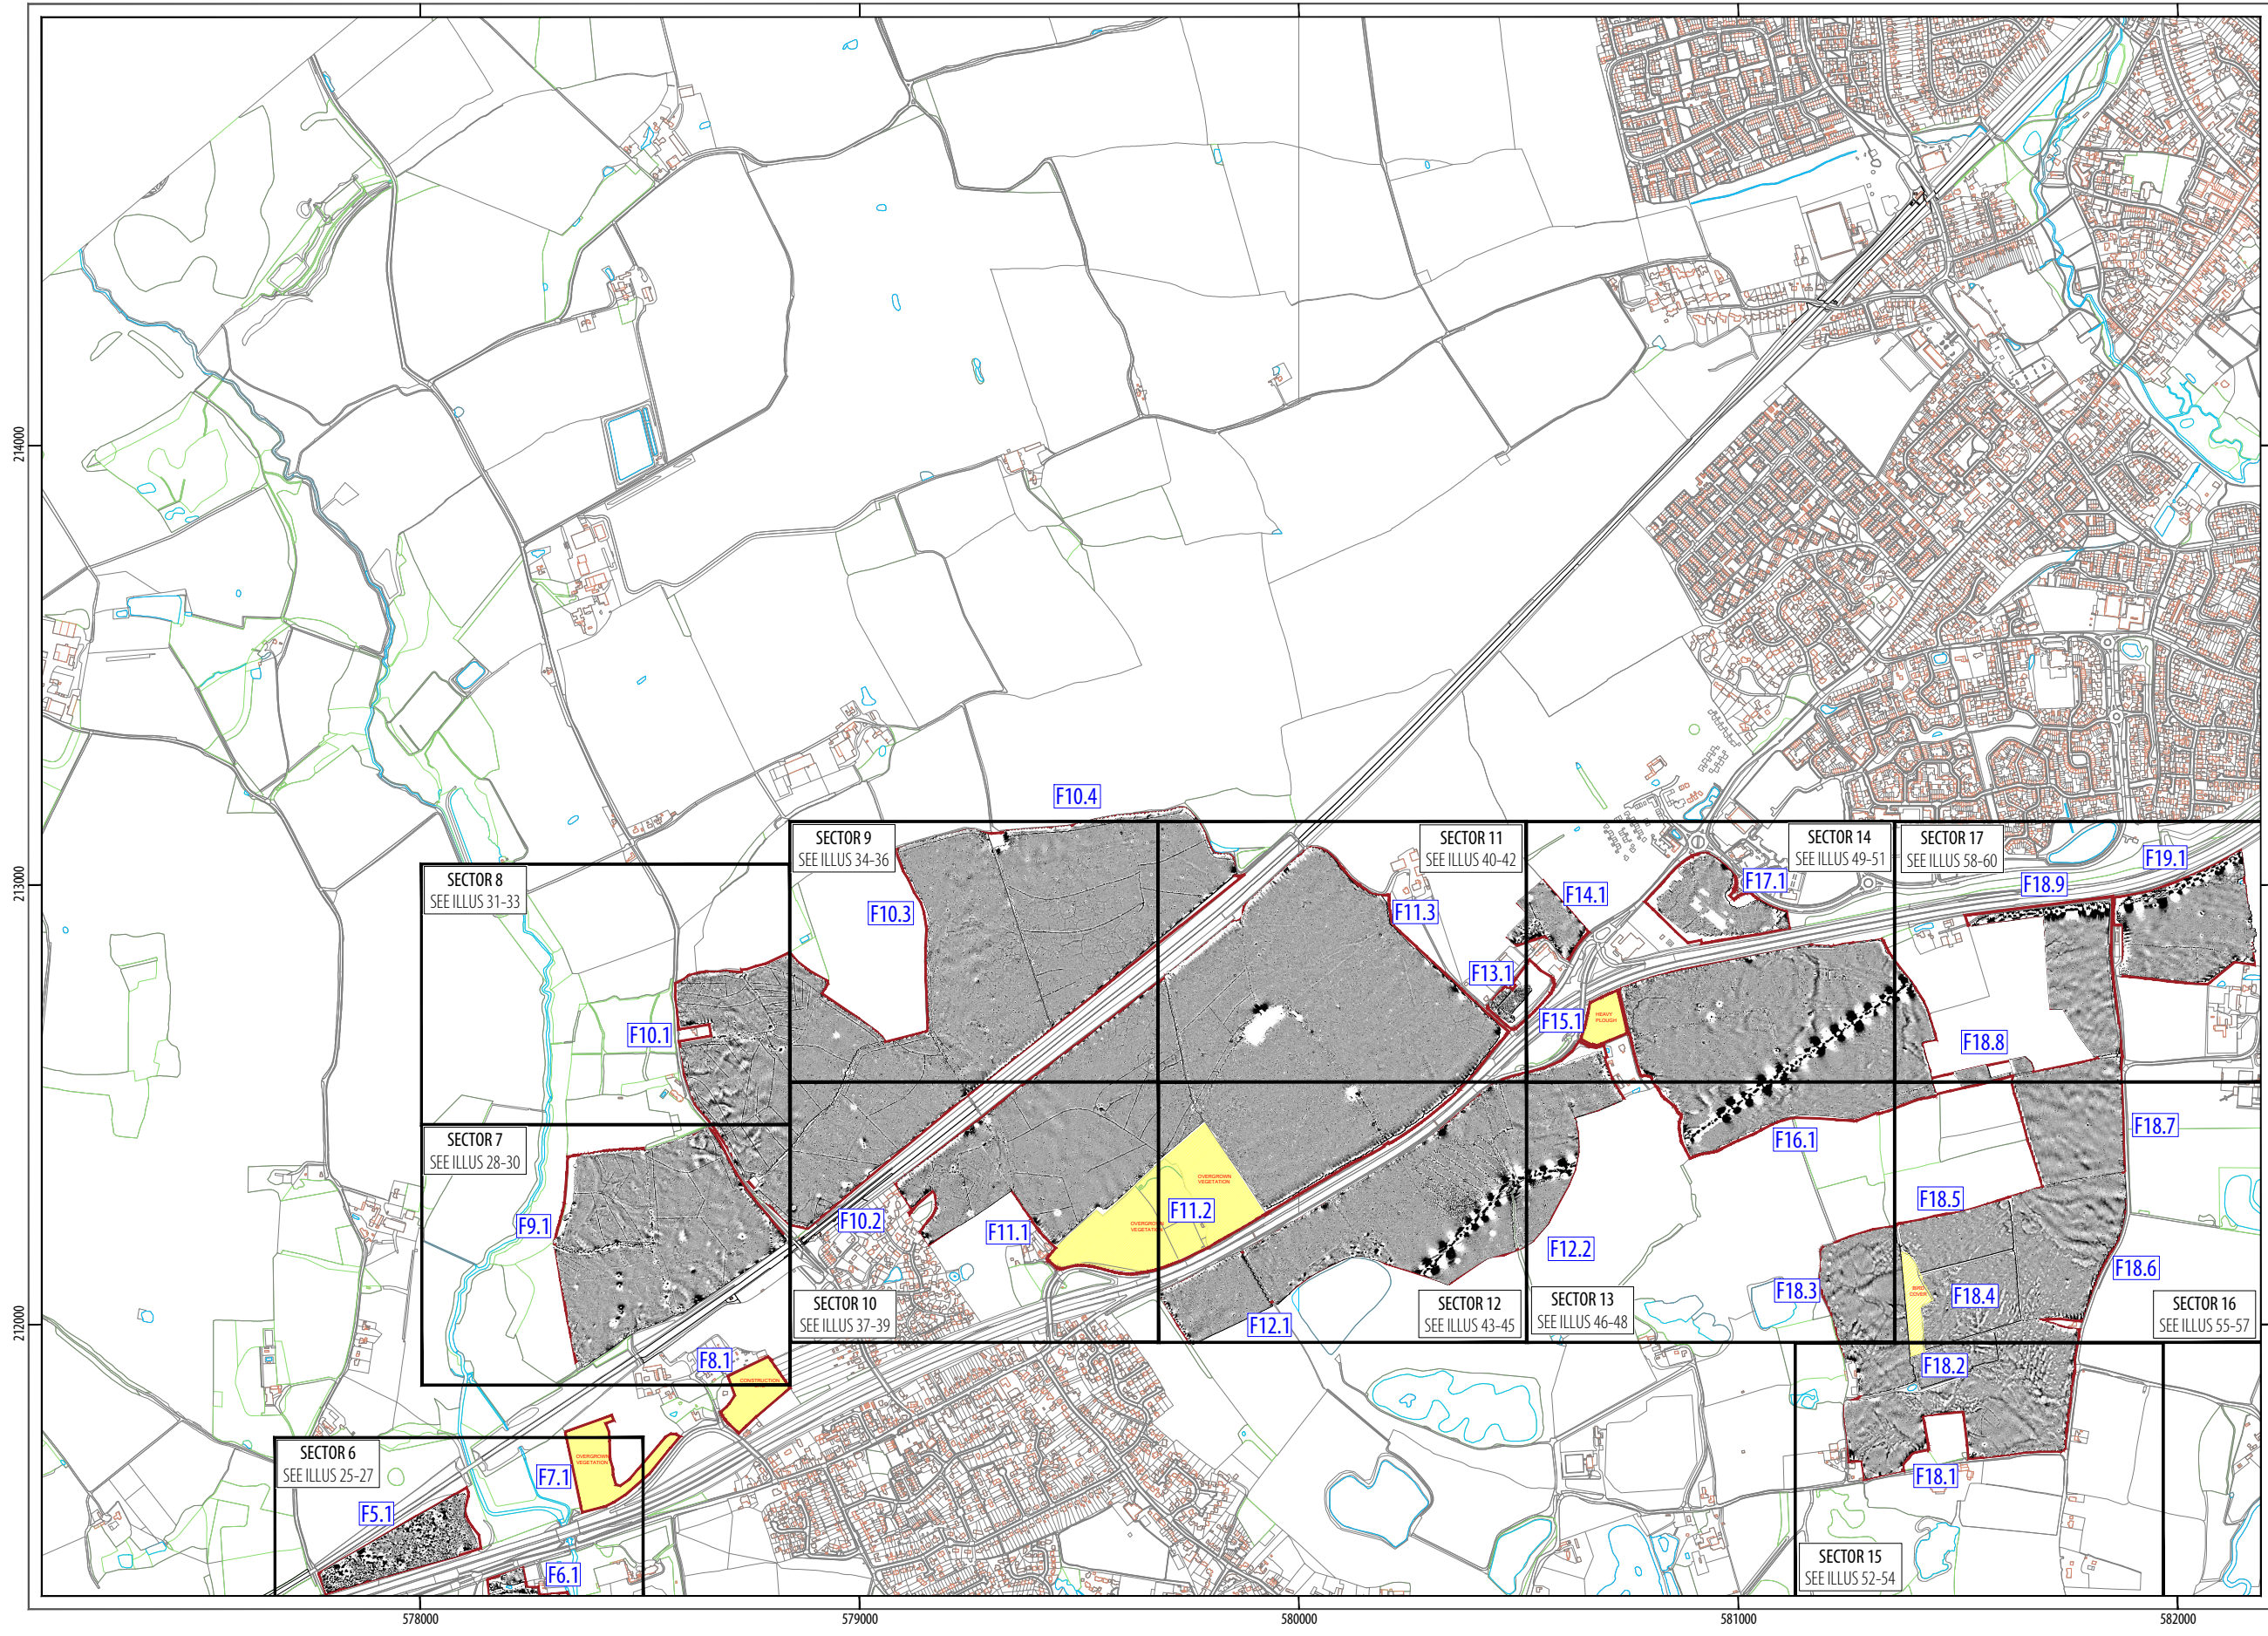 F10.4
SECTOR 9
SEE ILLUS 34-36
SECTOR 11
SEE ILLUS 40-42
SECTOR 14
SEE ILLUS 49-51
SECTOR 17
SEE ILLUS 58-60
F19.1
SECTOR 8
SEE ILLUS 31-33
F10.3
F11.3
F14.1
F17.1
F18.9
F13.1
F10.1
F15.1
HEAVY
PLOUGH
F18.8
SECTOR 7
SEE ILLUS 28-30
F16.1
F18.7
OVERGROWN
VEGETATION
F9.1
F10.2
F11.1
OVERGROWN
VEGETATION
F11.2
F12.2
F18.5
F18.3
BIRD
COVER
F18.4
F18.6
SECTOR 10
SEE ILLUS 37-39
F12.1
SECTOR 12
SEE ILLUS 43-45
SECTOR 13
SEE ILLUS 46-48
SECTOR 16
SEE ILLUS 55-57
F8.1
CONSTRUCTION
F18.2
SECTOR 6
SEE ILLUS 25-27
F7.1
OVERGROWN
VEGETATION
F18.1
F5.1
F6.1
SECTOR 15
SEE ILLUS 52-54
214000
213000
212000
578000
579000
580000
581000
582000